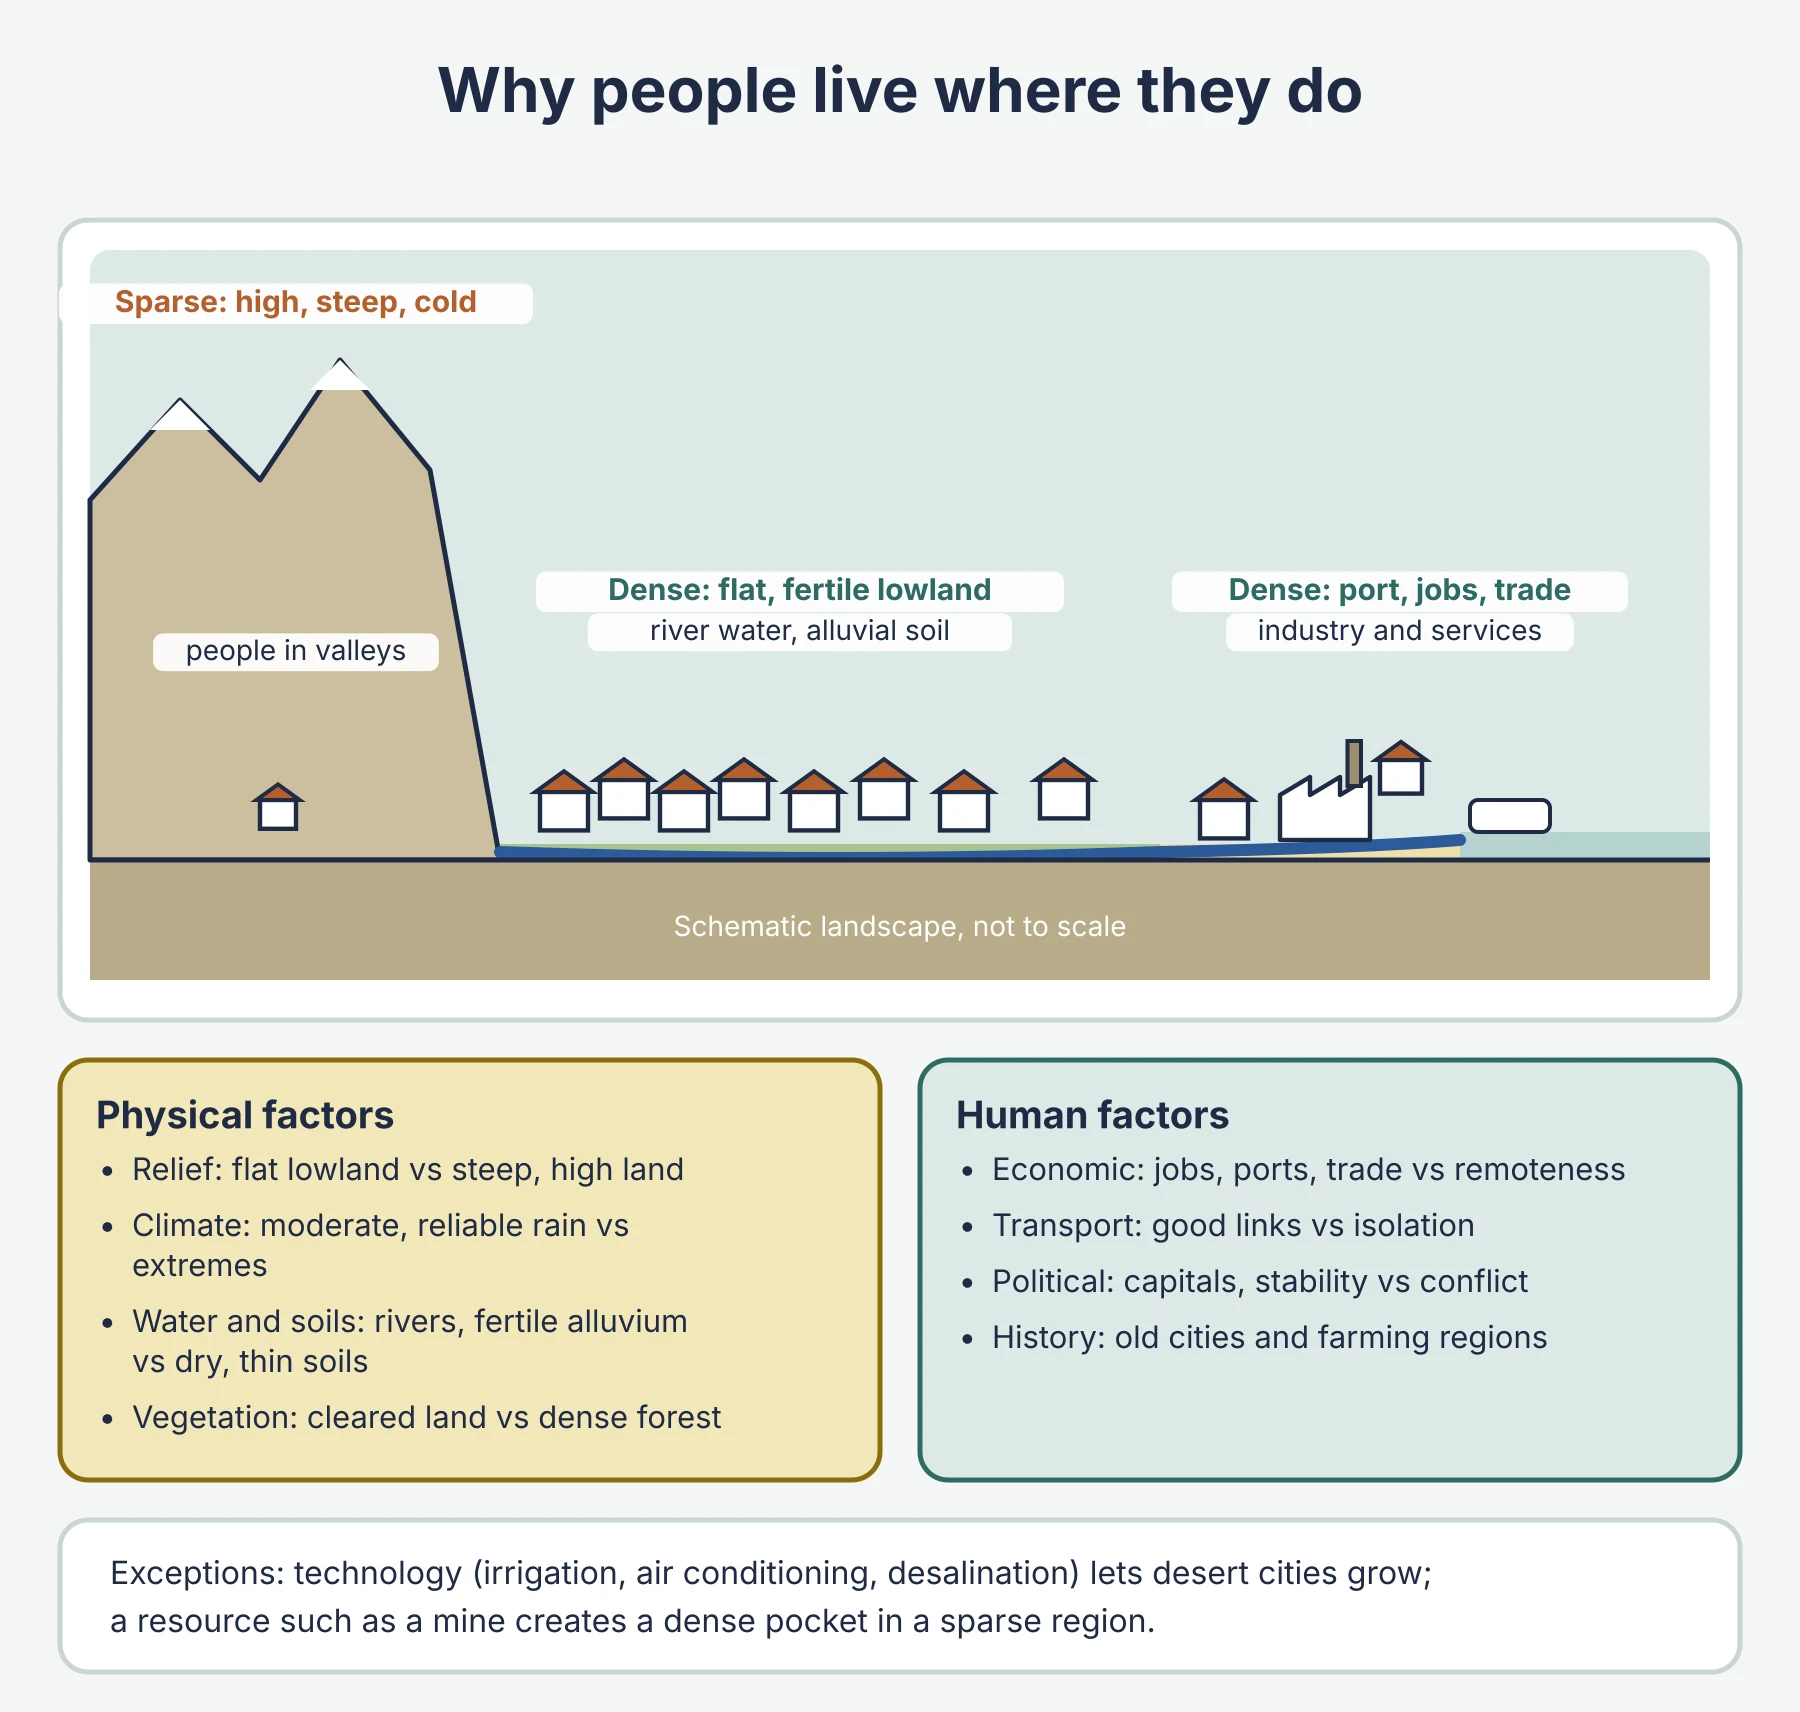 Why people live where they do
Sparse: high, steep, cold
people in valleys
Dense: flat, fertile lowland
river water, alluvial soil
Dense: port, jobs, trade
industry and services
Schematic landscape, not to scale
Physical factors
• Relief: flat lowland vs steep, high land
• Climate: moderate, reliable rain vs
extremes
• Water and soils: rivers, fertile alluvium
vs dry, thin soils
• Vegetation: cleared land vs dense forest
Human factors
• Economic: jobs, ports, trade vs remoteness
• Transport: good links vs isolation
• Political: capitals, stability vs conflict
• History: old cities and farming regions
Exceptions: technology (irrigation, air conditioning, desalination) lets desert cities grow;
a resource such as a mine creates a dense pocket in a sparse region.